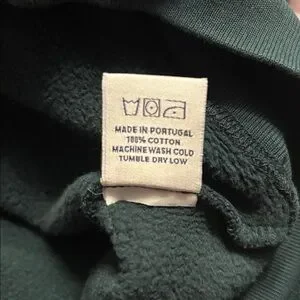 MADE IN PORTUGAL
100% COTTON
MACHINE WASH COLD
TUMBLE DRY LOW